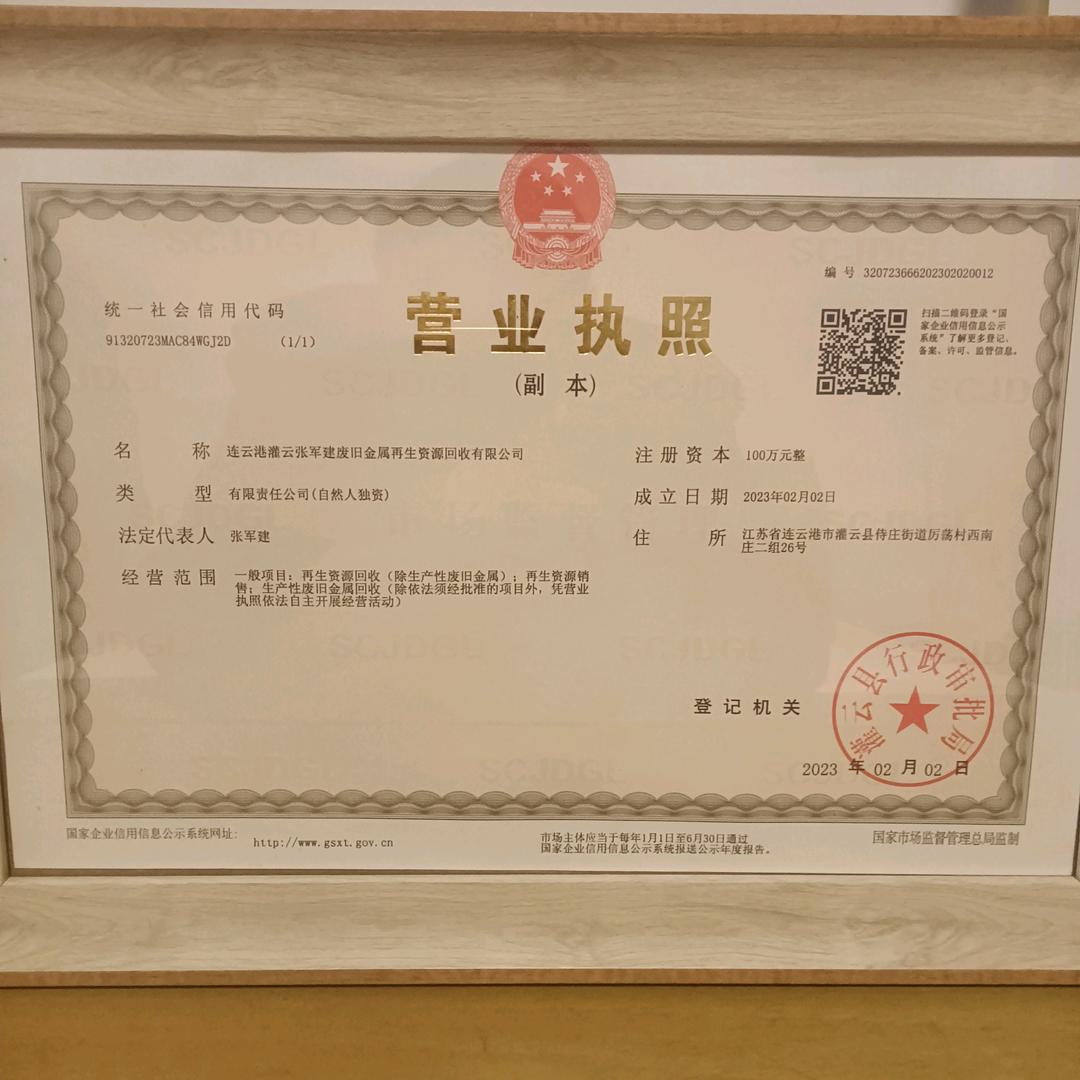 编 号 320723666202302020012
统一社会信用代码
91320723MAC84WGJ2D (1/1)
营业执照
(副 本)
扫描二维码登录“国
家企业信用信息公示
系统”了解更多登记、
备案、许可、监管信息。
名 称 连云港灌云张军建废旧金属再生资源回收有限公司
类 型 有限责任公司(自然人独资)
法定代表人 张军建
经营范围 一般项目：再生资源回收（除生产性废旧金属）；再生资源销
售；生产性废旧金属回收（除依法须经批准的项目外，凭营业
执照依法自主开展经营活动）
注册资本 100万元整
成立日期 2023年02月02日
住 所 江苏省连云港市灌云县侍庄街道厉荡村西南
庄二组26号
登记机关
灌云县行政审批局
2023 年 02 月 02 日
国家企业信用信息公示系统网址：
http://www.gsxt.gov.cn
市场主体应当于每年1月1日至6月30日通过
国家企业信用信息公示系统报送公示年度报告。
国家市场监督管理总局监制